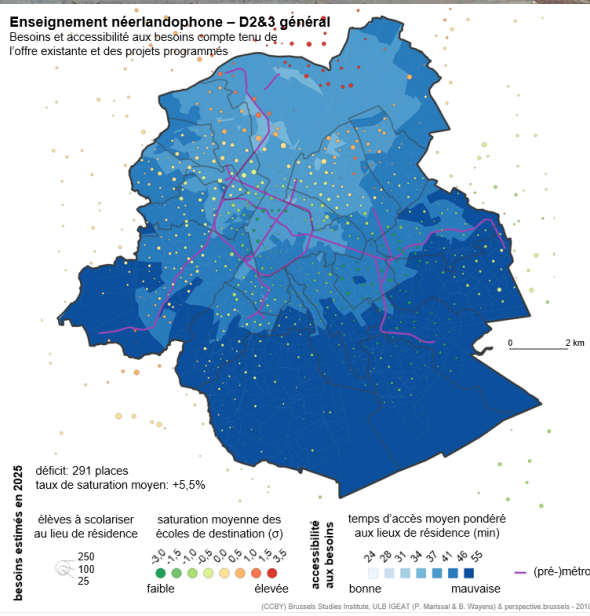 Enseignement néerlandophone – D2&3 général
Besoins et accessibilité aux besoins compte tenu de
l'offre existante et des projets programmés
0 2 km
besoins estimés en 2025
déficit: 291 places
taux de saturation moyen: +5,5%
élèves à scolariser
au lieu de résidence
250
100
25
saturation moyenne des
écoles de destination (σ)
-3,0 -1,5 -1,0 -0,5 0,0 0,5 1,0 1,5 3,5
faible élevée
accessibilité
aux besoins
temps d'accès moyen pondéré
aux lieux de résidence (min)
24 28 31 34 37 41 46 55
bonne mauvaise
(pré-)métro
(CCBY) Brussels Studies Institute, ULB IGEAT (P. Marissal & B. Wayens) & perspective.brussels - 201